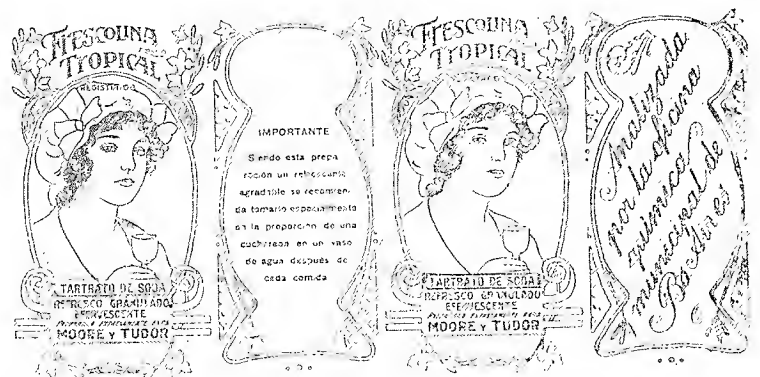 FRESCOLINA
TROPICAL
REGISTRADO
TARTRATO DE SODA
REFRESCO GRANULADO
EFERVESCENTE
MOORE Y TUDOR
IMPORTANTE
Siendo esta prepa
ración un refrescante
agradable se recomien
da tomarlo especialmente
en la proporción de una
cucharada en un vaso
de agua después de
cada comida
FRESCOLINA
TROPICAL
TARTRATO DE SODA
REFRESCO GRANULADO
EFERVESCENTE
MOORE Y TUDOR
Analizada
por la oficina
química
municipal de
Bs Aires